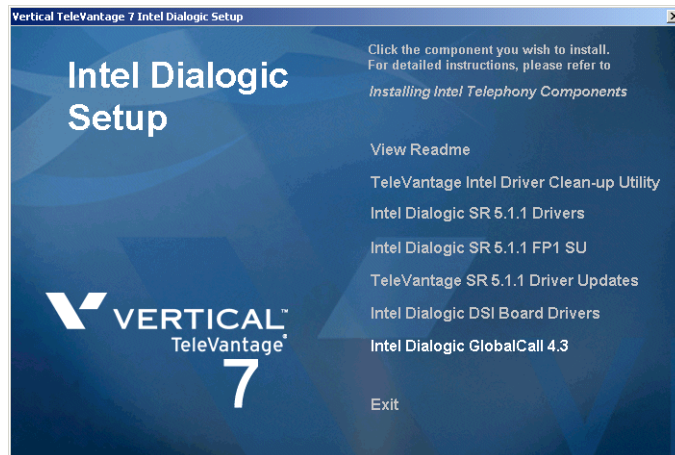 Vertical TeleVantage 7 Intel Dialogic Setup
Intel Dialogic
Setup
Click the component you wish to install.
For detailed instructions, please refer to
Installing Intel Telephony Components
View Readme
TeleVantage Intel Driver Clean-up Utility
Intel Dialogic SR 5.1.1 Drivers
Intel Dialogic SR 5.1.1 FP1 SU
TeleVantage SR 5.1.1 Driver Updates
Intel Dialogic DSI Board Drivers
Intel Dialogic GlobalCall 4.3
Exit
VERTICAL™
TeleVantage®
7